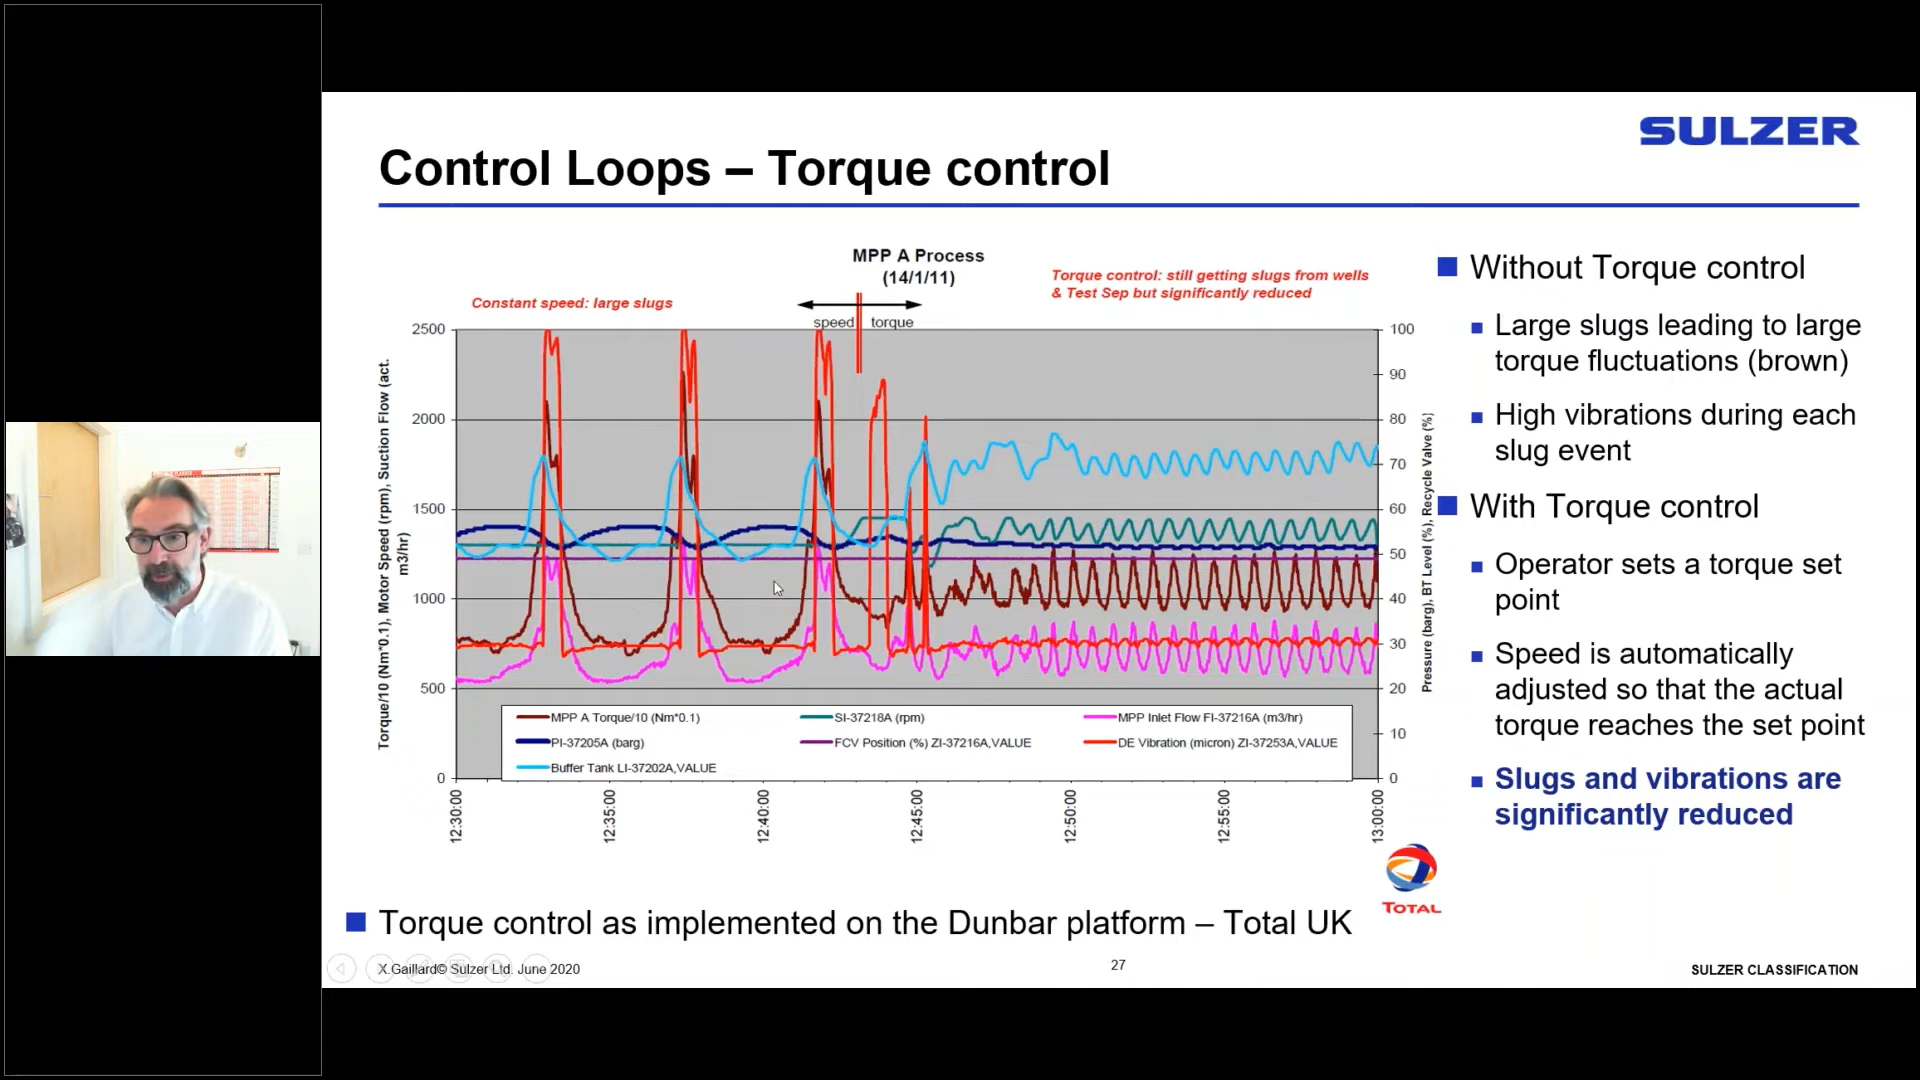 SULZER
Control Loops – Torque control
MPP A Process
(14/1/11)
Constant speed: large slugs
Torque control: still getting slugs from wells
& Test Sep but significantly reduced
speed
torque
Torque/10 (Nm*0.1), Motor Speed (rpm), Suction Flow (act.
m3/hr)
2500
2000
1500
1000
500
0
100
90
80
70
60
50
40
30
20
10
0
Pressure (barg), BT Level (%), Recycle Valve (%)
MPP A Torque/10 (Nm*0.1)
SI-37218A (rpm)
MPP Inlet Flow FI-37216A (m3/hr)
PI-37205A (barg)
FCV Position (%) ZI-37216A,VALUE
DE Vibration (micron) ZI-37253A,VALUE
Buffer Tank LI-37202A,VALUE
12:30:00
12:35:00
12:40:00
12:45:00
12:50:00
12:55:00
13:00:00
Without Torque control
Large slugs leading to large
torque fluctuations (brown)
High vibrations during each
slug event
With Torque control
Operator sets a torque set
point
Speed is automatically
adjusted so that the actual
torque reaches the set point
Slugs and vibrations are
significantly reduced
TOTAL
Torque control as implemented on the Dunbar platform – Total UK
X.Gaillard© Sulzer Ltd. June 2020
27
SULZER CLASSIFICATION